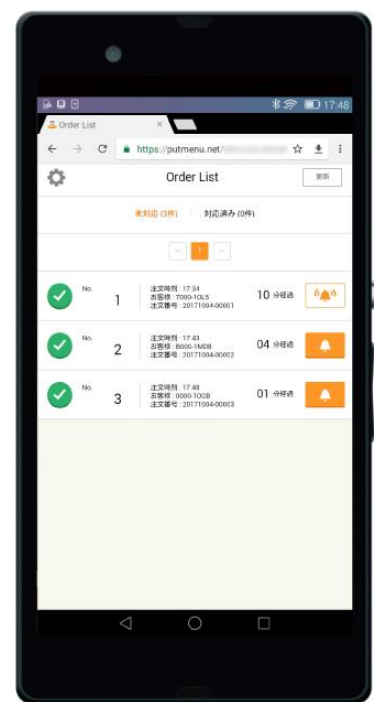 17:48
Order List ×
https://putmenu.net/
Order List
更新
未対応 (3件) 対応済み (0件)
1
No. 1
注文時刻 : 17:34
お客様 : 7000-1OL5
注文番号 : 20171004-00001
10 分経過
No. 2
注文時刻 : 17:43
お客様 : B000-1M0B
注文番号 : 20171004-00002
04 分経過
No. 3
注文時刻 : 17:48
お客様 : 0000-1OCB
注文番号 : 20171004-00003
01 分経過